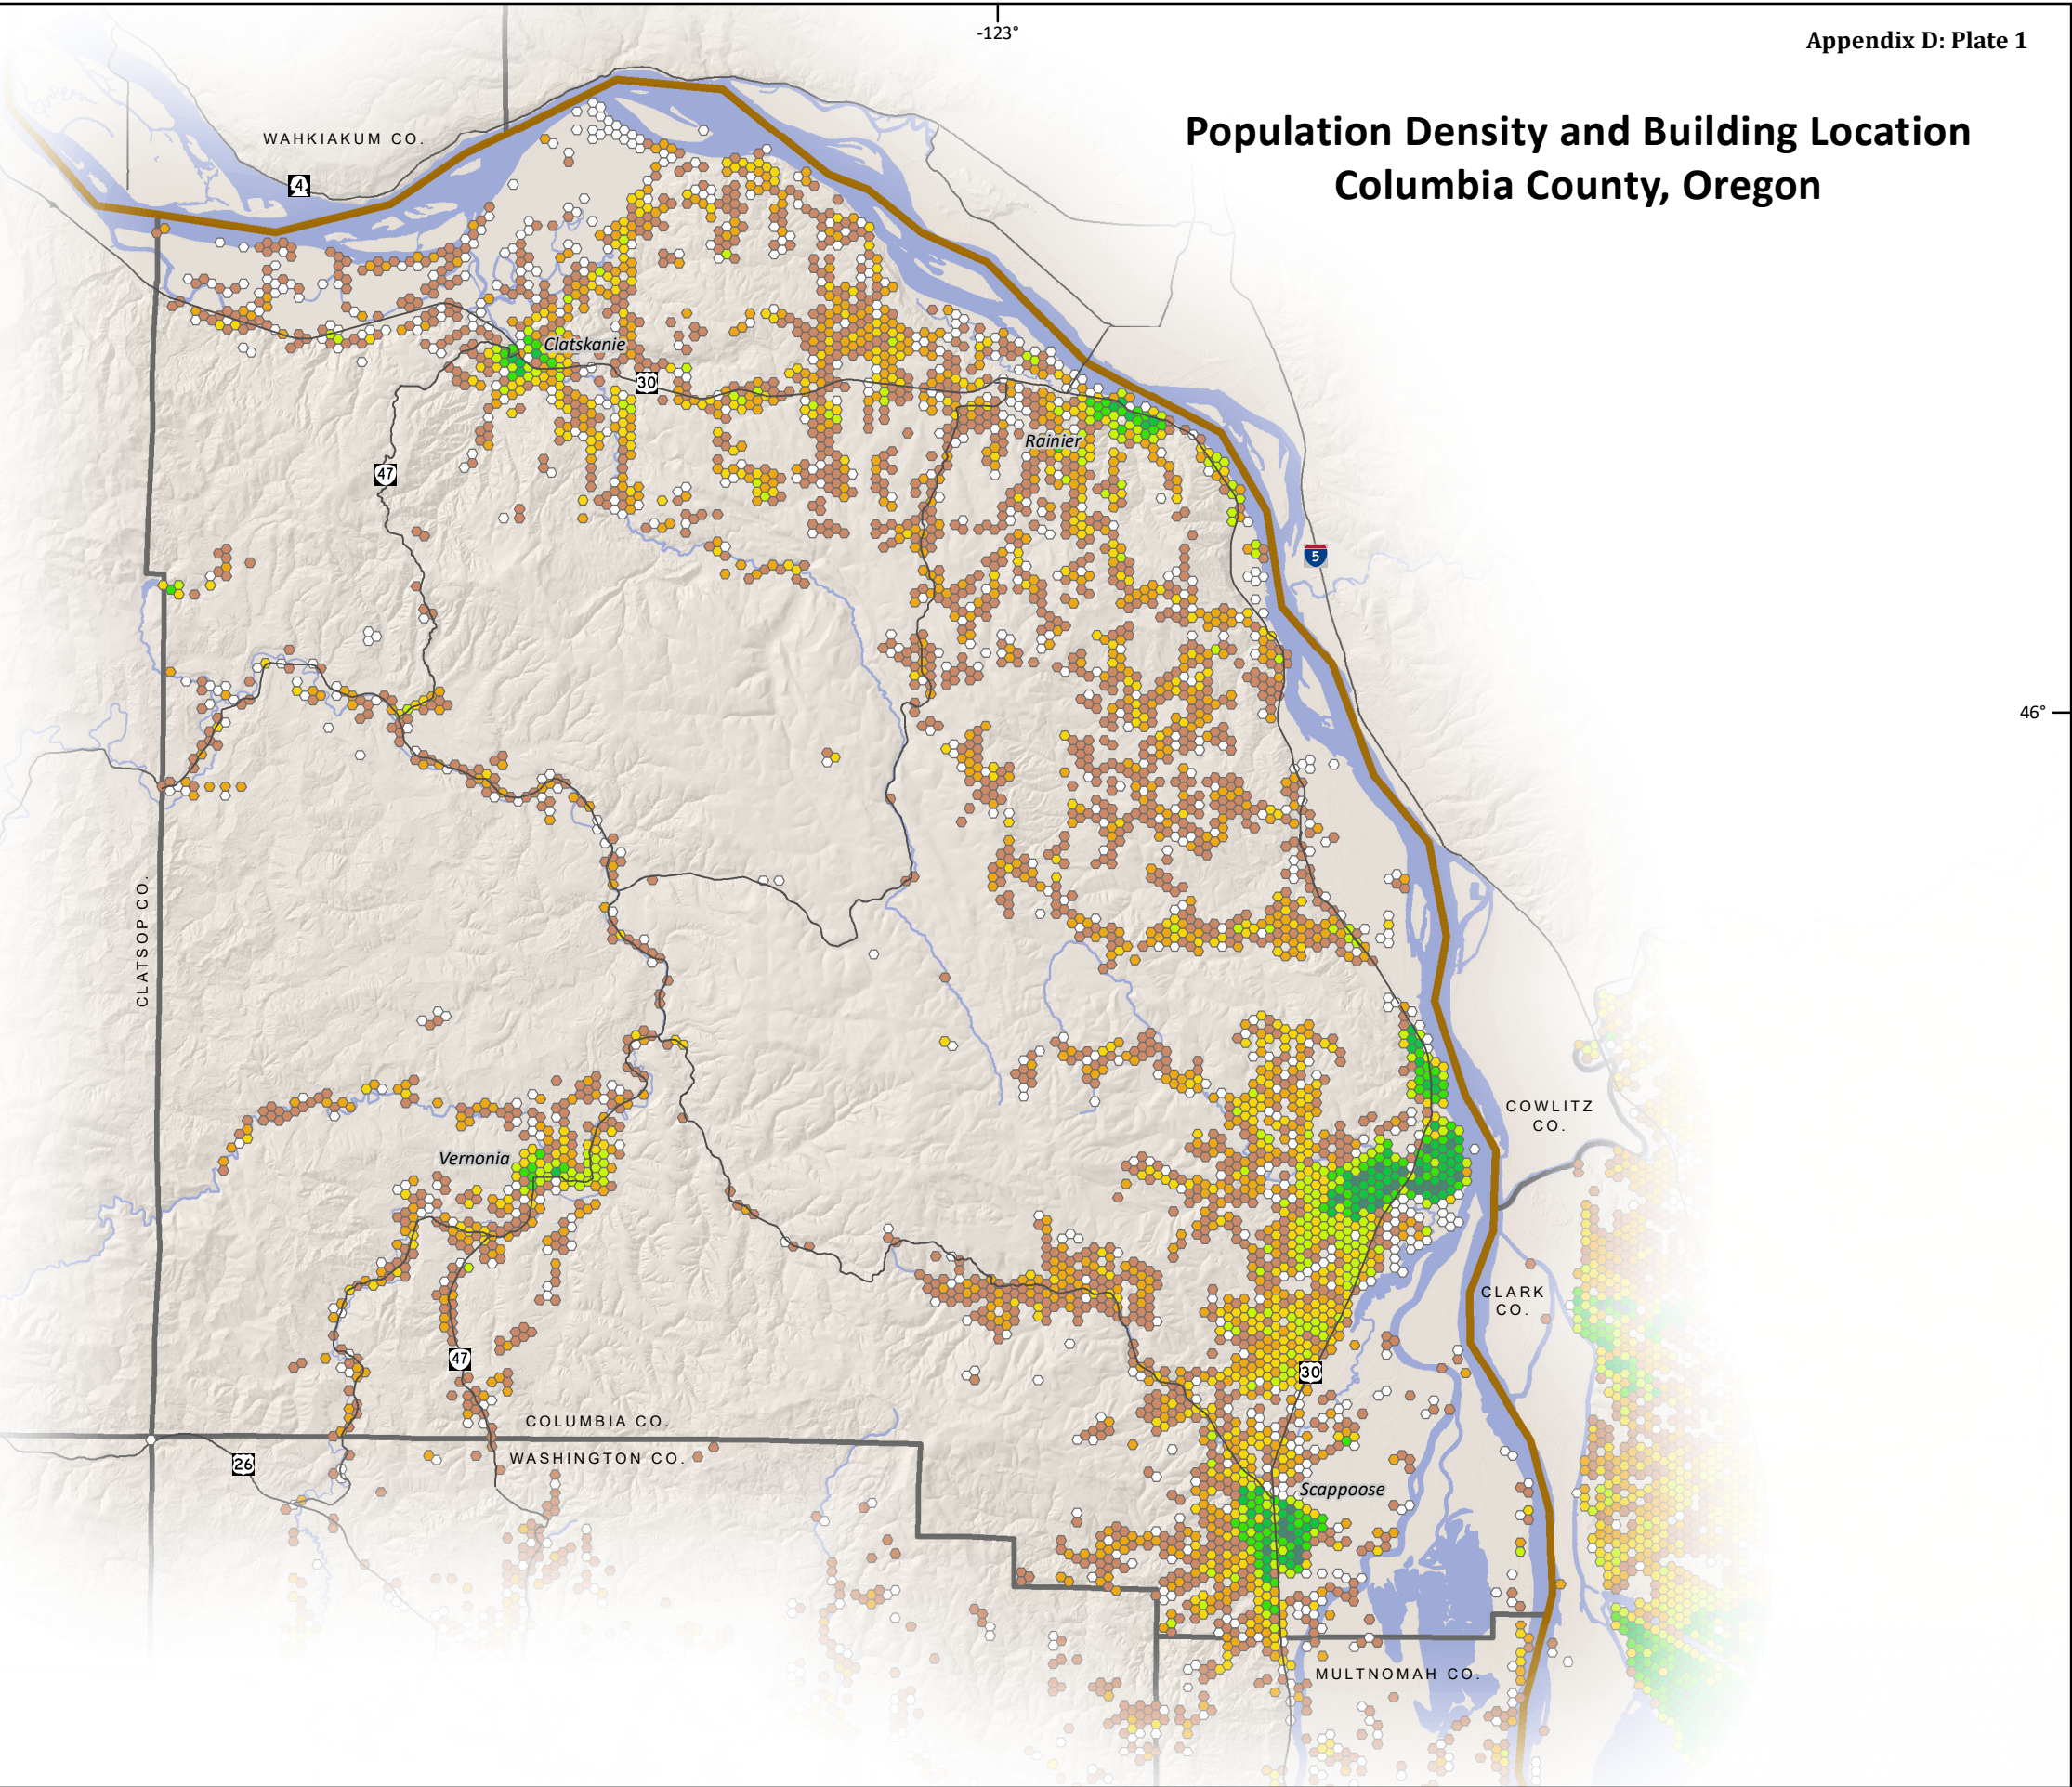 -123°
Appendix D: Plate 1
Population Density and Building Location
Columbia County, Oregon
WAHKIAKUM CO.
4
Clatskanie
30
Rainier
47
5
46°
CLATSOP CO.
COWLITZ
CO.
Vernonia
CLARK
CO.
47
30
COLUMBIA CO.
WASHINGTON CO.
26
Scappoose
MULTNOMAH CO.